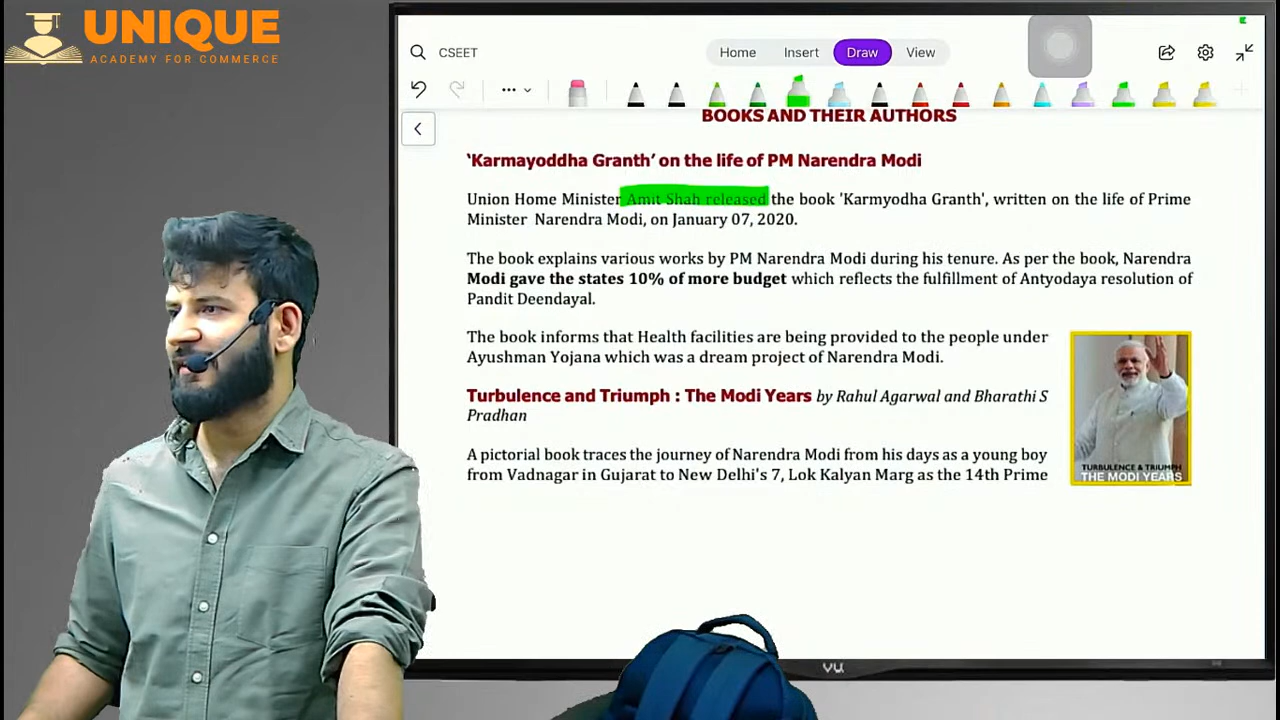 UNIQUE
ACADEMY FOR COMMERCE
CSEET
Home Insert Draw View
BOOKS AND THEIR AUTHORS
‘Karmayoddha Granth’ on the life of PM Narendra Modi
Union Home Minister Amit Shah released the book 'Karmyodha Granth', written on the life of Prime
Minister Narendra Modi, on January 07, 2020.
The book explains various works by PM Narendra Modi during his tenure. As per the book, Narendra
Modi gave the states 10% of more budget which reflects the fulfillment of Antyodaya resolution of
Pandit Deendayal.
The book informs that Health facilities are being provided to the people under
Ayushman Yojana which was a dream project of Narendra Modi.
Turbulence and Triumph : The Modi Years by Rahul Agarwal and Bharathi S
Pradhan
A pictorial book traces the journey of Narendra Modi from his days as a young boy
from Vadnagar in Gujarat to New Delhi's 7, Lok Kalyan Marg as the 14th Prime
TURBULENCE & TRIUMPH
THE MODI YEARS
vu